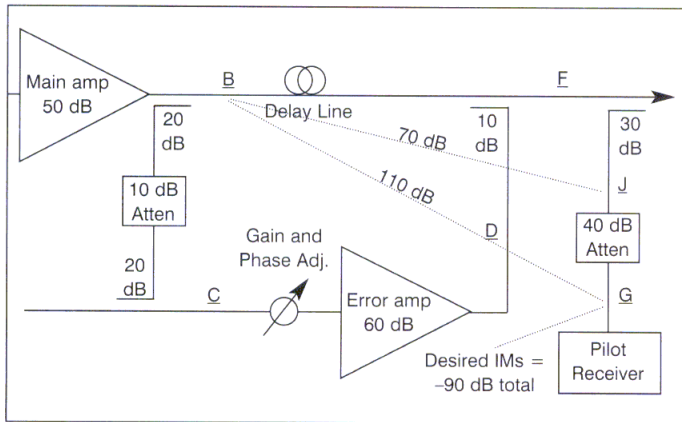 Main amp
50 dB
B
Delay Line
F
20
dB
10
dB
30
dB
70 dB
110 dB
J
10 dB
Atten
D
40 dB
Atten
20
dB
C
Gain and
Phase Adj.
Error amp
60 dB
G
Desired IMs =
–90 dB total
Pilot
Receiver